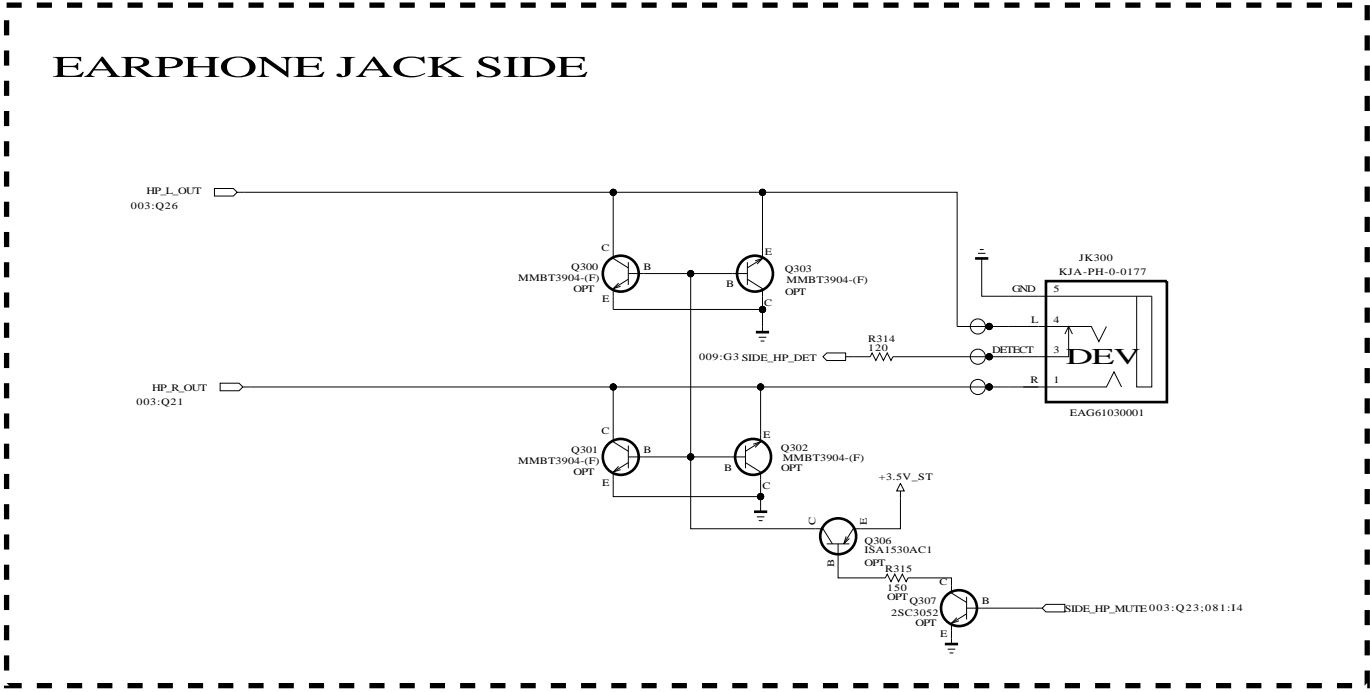 EARPHONE JACK SIDE
HP_L_OUT
003:Q26
C
Q300
MMBT3904-(F)
OPT
B
E
E
Q303
MMBT3904-(F)
OPT
B
C
JK300
KJA-PH-0-0177
GND 5
L 4
DETECT 3
R 1
DEV
EAG61030001
R314
120
009:G3 SIDE_HP_DET
HP_R_OUT
003:Q21
C
Q301
MMBT3904-(F)
OPT
B
E
E
Q302
MMBT3904-(F)
OPT
B
C
+3.5V_ST
C
E
B
Q306
ISA1530AC1
OPT
R315
150
OPT
C
Q307
2SC3052
OPT
B
E
SIDE_HP_MUTE 003:Q23;081:I4